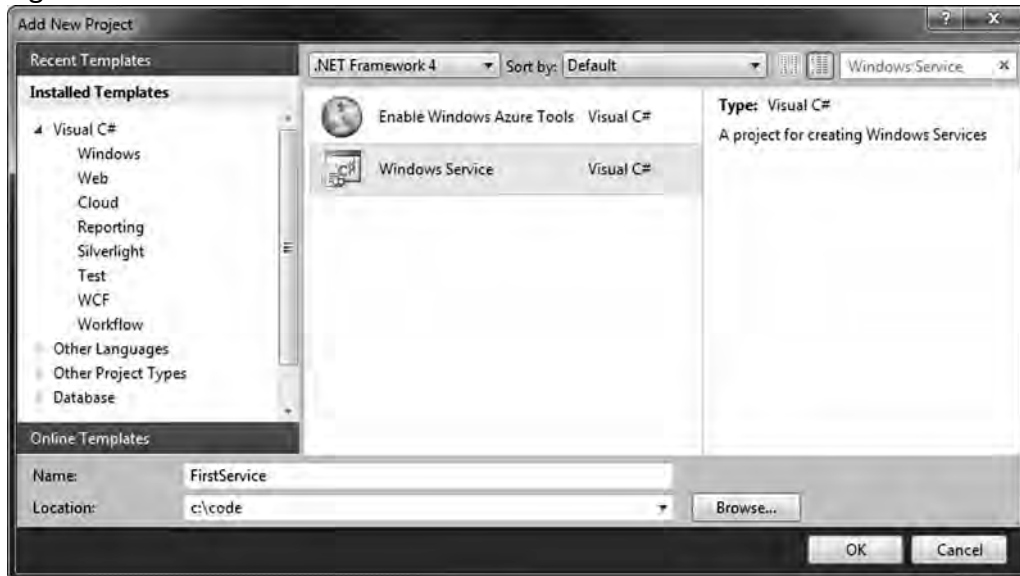 Add New Project
? x
Recent Templates
.NET Framework 4
Sort by: Default
Windows Service x
Installed Templates
Visual C#
Windows
Web
Cloud
Reporting
Silverlight
Test
WCF
Workflow
Other Languages
Other Project Types
Database
Online Templates
Enable Windows Azure Tools Visual C#
C#
Windows Service Visual C#
Type: Visual C#
A project for creating Windows Services
Name: FirstService
Location: c:\code
Browse...
OK Cancel